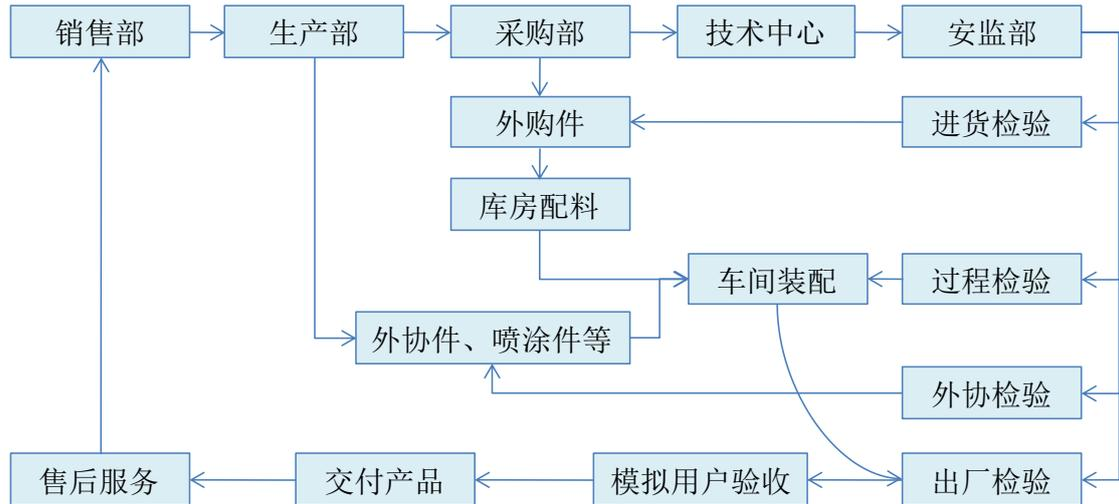 销售部
生产部
采购部
技术中心
安监部
外购件
进货检验
库房配料
车间装配
过程检验
外协件、喷涂件等
外协检验
售后服务
交付产品
模拟用户验收
出厂检验